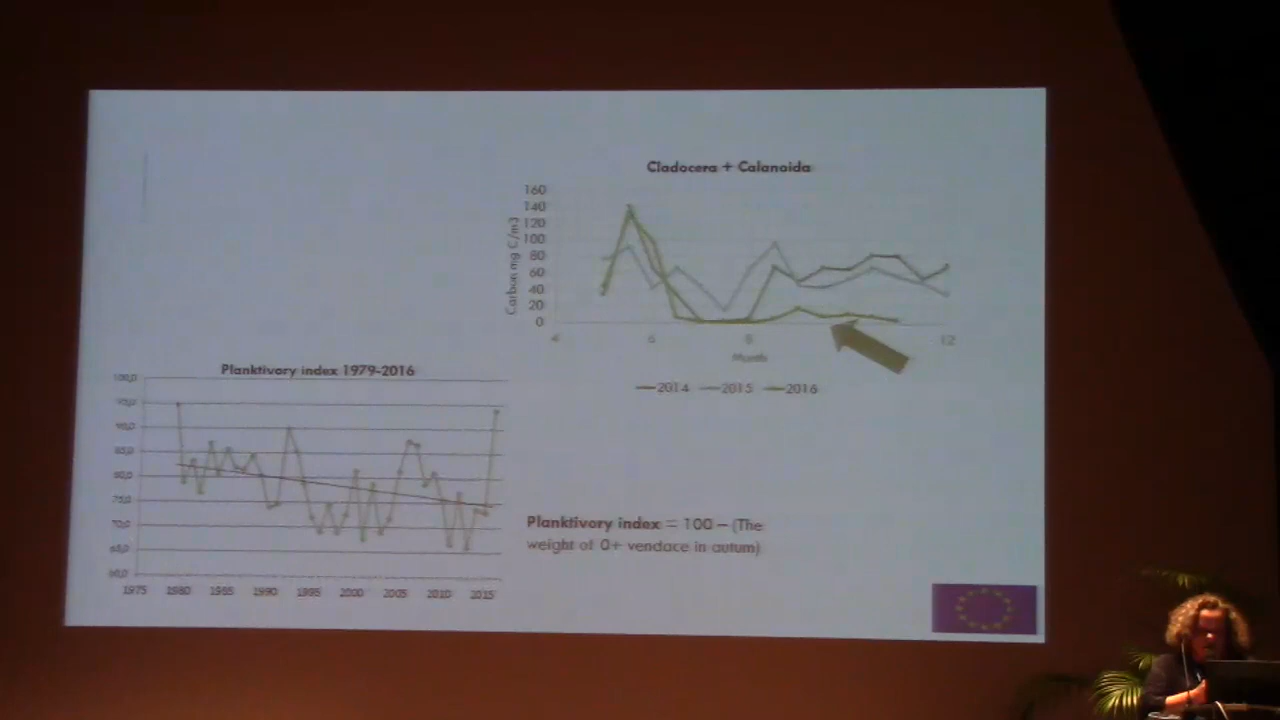 Cladocera + Calanoida
160
140
120
100
80
60
40
20
0
Carbon mg C/m3
4 6 8 12
Month
2014 2015 2016
Planktivory index 1979-2016
100,0
95,0
90,0
85,0
80,0
75,0
70,0
65,0
60,0
1975 1980 1985 1990 1995 2000 2005 2010 2015
Planktivory index = 100 – (The
weight of 0+ vendace in autum)